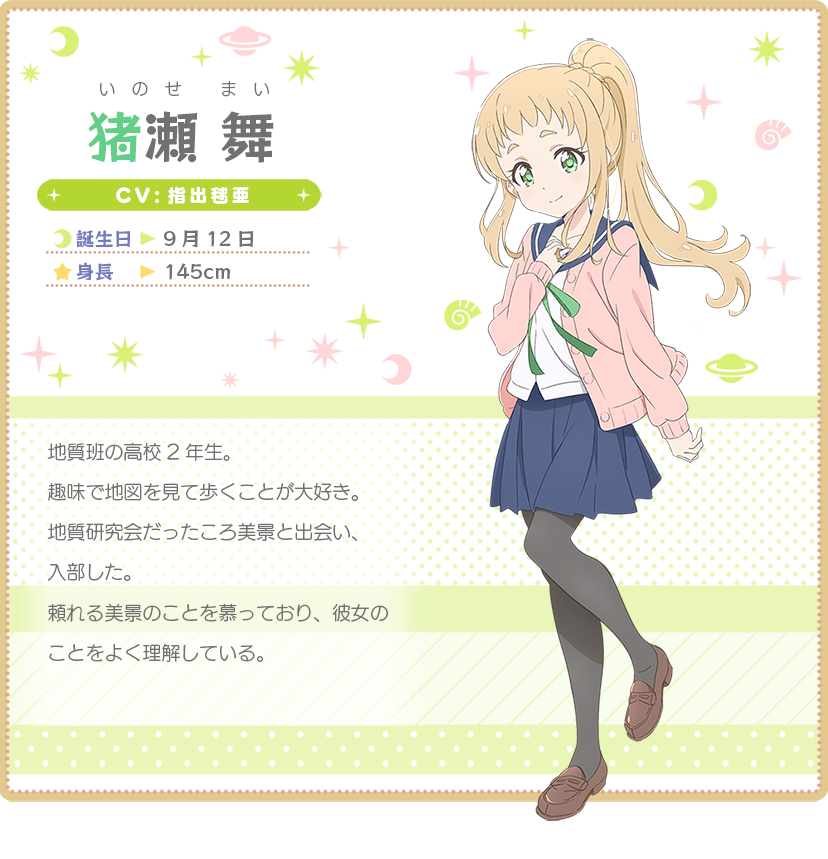 いのせ まい
猪瀬 舞
CV:指出毬亜
誕生日 ▶ 9月12日
身長 ▶ 145cm
地質班の高校2年生。
趣味で地図を見て歩くことが大好き。
地質研究会だったころ美景と出会い、
入部した。
頼れる美景のことを慕っており、彼女の
ことをよく理解している。